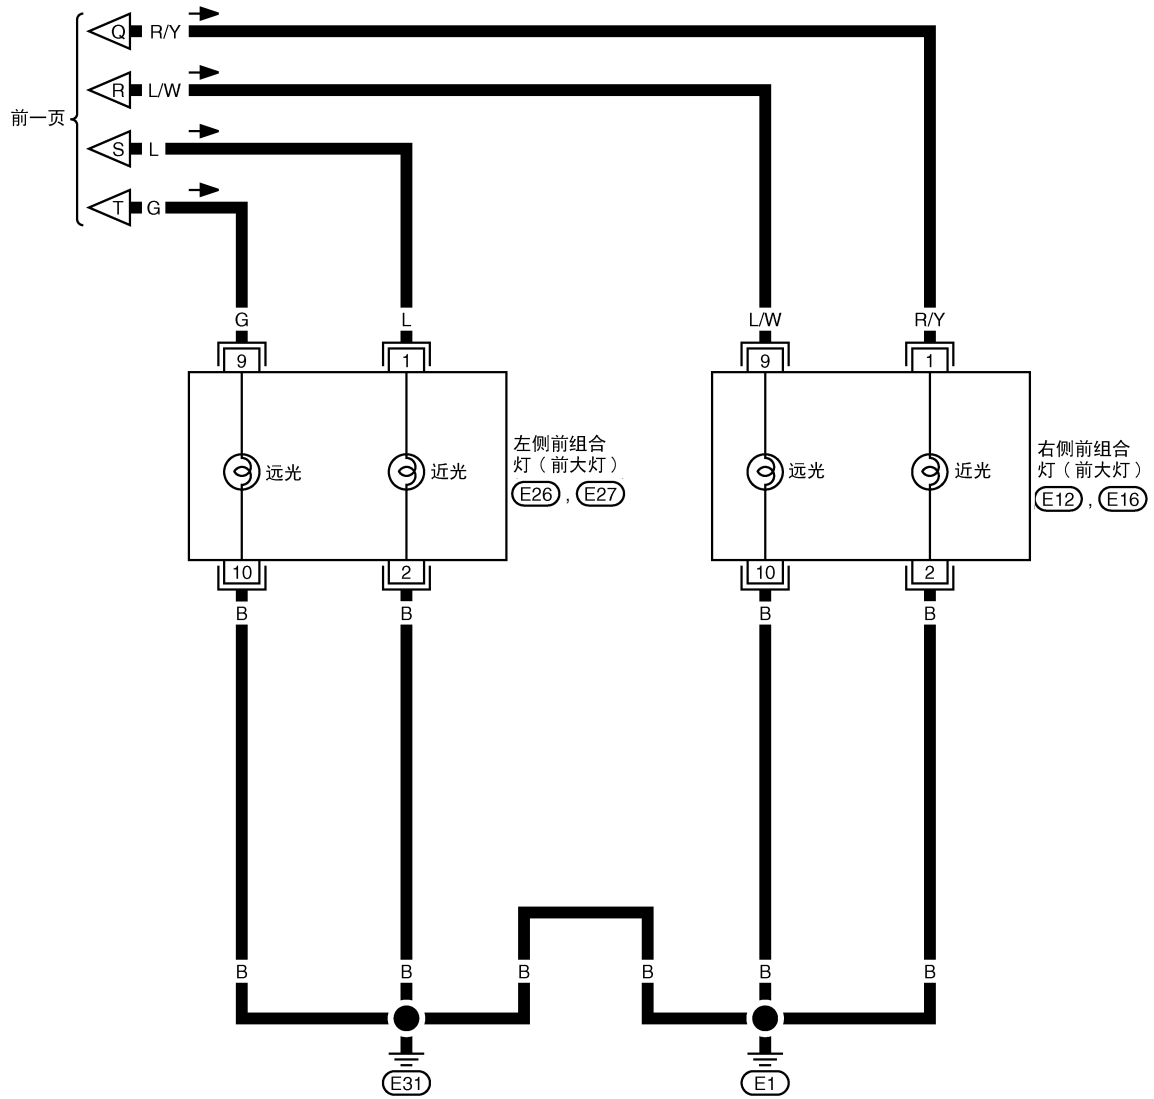 Q R/Y
R L/W
前一页
S L
T G
G L L/W R/Y
9 1 9 1
左侧前组合
灯（前大灯）
E26 , E27
右侧前组合
灯（前大灯）
E12 , E16
远光 近光 远光 近光
10 2 10 2
B B B B
B B B B B B
E31 E1